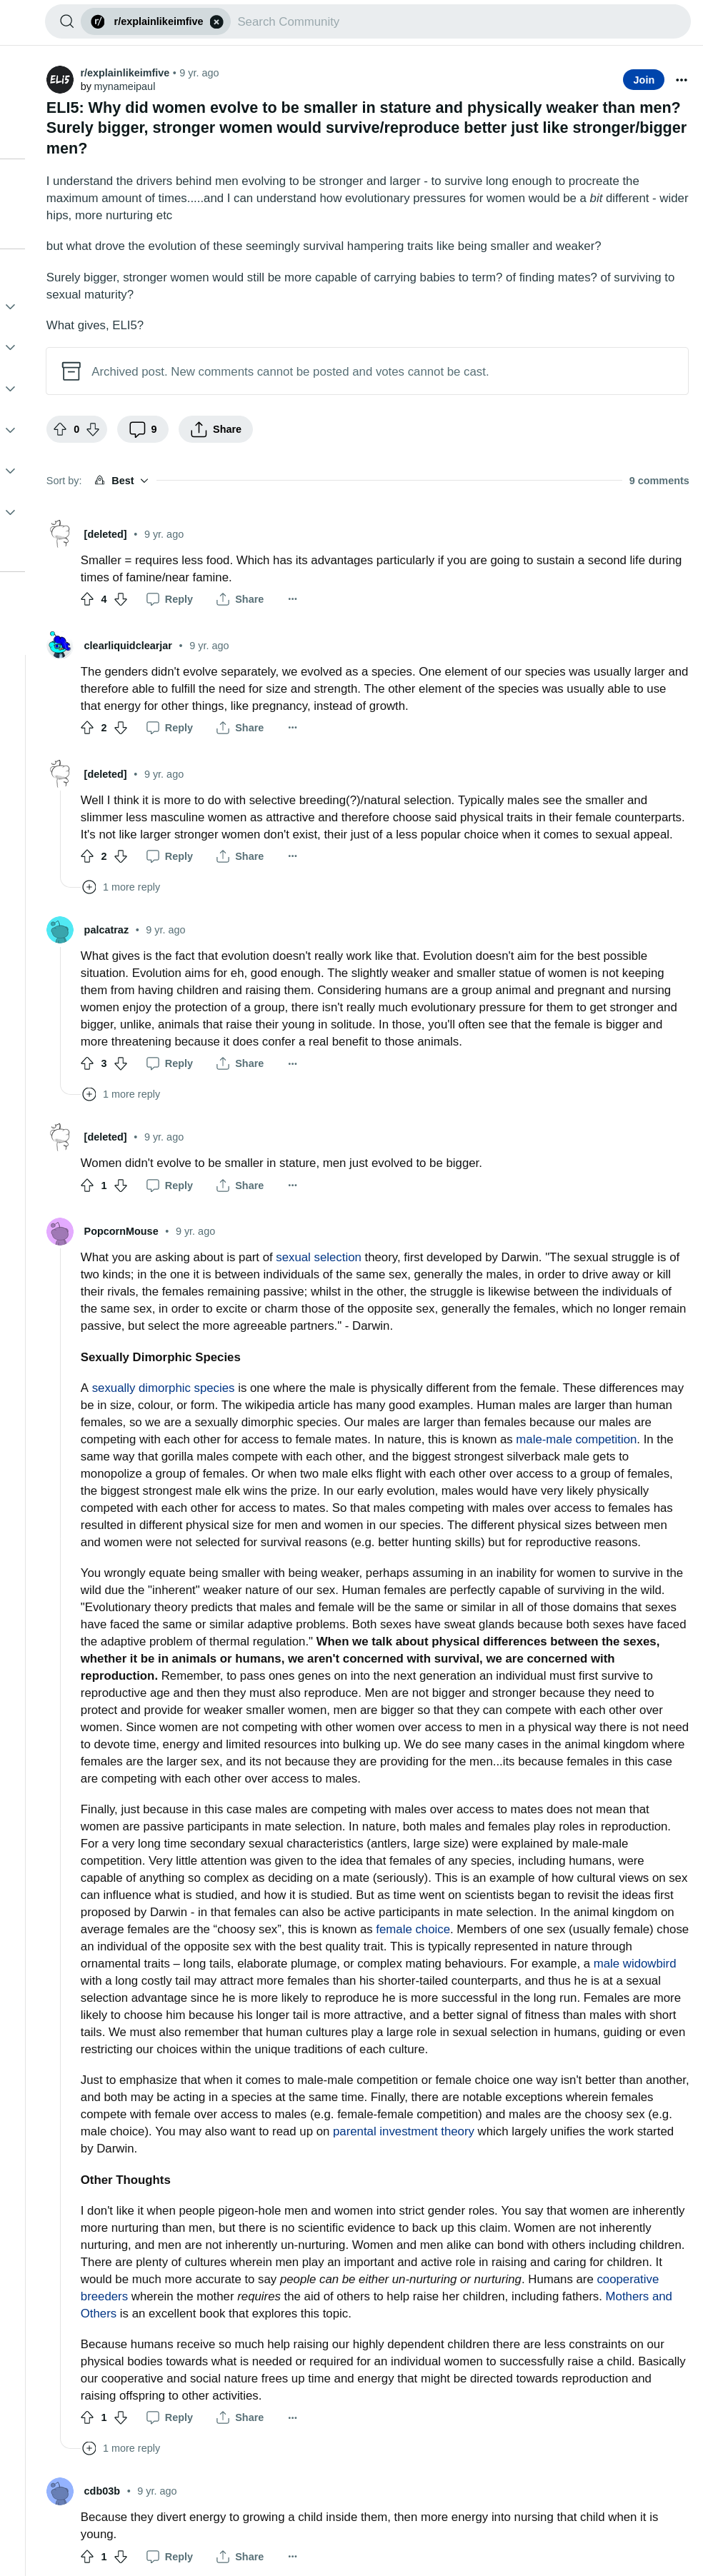 r/explainlikeimfive
Search Community
ELI5
r/explainlikeimfive • 9 yr. ago
by mynameipaul
Join
ELI5: Why did women evolve to be smaller in stature and physically weaker than men?
Surely bigger, stronger women would survive/reproduce better just like stronger/bigger
men?
I understand the drivers behind men evolving to be stronger and larger - to survive long enough to procreate the
maximum amount of times.....and I can understand how evolutionary pressures for women would be a bit different - wider
hips, more nurturing etc
but what drove the evolution of these seemingly survival hampering traits like being smaller and weaker?
Surely bigger, stronger women would still be more capable of carrying babies to term? of finding mates? of surviving to
sexual maturity?
What gives, ELI5?
Archived post. New comments cannot be posted and votes cannot be cast.
0
9
Share
Sort by:
Best
9 comments
[deleted] • 9 yr. ago
Smaller = requires less food. Which has its advantages particularly if you are going to sustain a second life during
times of famine/near famine.
4 Reply Share
clearliquidclearjar • 9 yr. ago
The genders didn't evolve separately, we evolved as a species. One element of our species was usually larger and
therefore able to fulfill the need for size and strength. The other element of the species was usually able to use
that energy for other things, like pregnancy, instead of growth.
2 Reply Share
[deleted] • 9 yr. ago
Well I think it is more to do with selective breeding(?)/natural selection. Typically males see the smaller and
slimmer less masculine women as attractive and therefore choose said physical traits in their female counterparts.
It's not like larger stronger women don't exist, their just of a less popular choice when it comes to sexual appeal.
2 Reply Share
1 more reply
palcatraz • 9 yr. ago
What gives is the fact that evolution doesn't really work like that. Evolution doesn't aim for the best possible
situation. Evolution aims for eh, good enough. The slightly weaker and smaller statue of women is not keeping
them from having children and raising them. Considering humans are a group animal and pregnant and nursing
women enjoy the protection of a group, there isn't really much evolutionary pressure for them to get stronger and
bigger, unlike, animals that raise their young in solitude. In those, you'll often see that the female is bigger and
more threatening because it does confer a real benefit to those animals.
3 Reply Share
1 more reply
[deleted] • 9 yr. ago
Women didn't evolve to be smaller in stature, men just evolved to be bigger.
1 Reply Share
PopcornMouse • 9 yr. ago
What you are asking about is part of sexual selection theory, first developed by Darwin. "The sexual struggle is of
two kinds; in the one it is between individuals of the same sex, generally the males, in order to drive away or kill
their rivals, the females remaining passive; whilst in the other, the struggle is likewise between the individuals of
the same sex, in order to excite or charm those of the opposite sex, generally the females, which no longer remain
passive, but select the more agreeable partners." - Darwin.
Sexually Dimorphic Species
A sexually dimorphic species is one where the male is physically different from the female. These differences may
be in size, colour, or form. The wikipedia article has many good examples. Human males are larger than human
females, so we are a sexually dimorphic species. Our males are larger than females because our males are
competing with each other for access to female mates. In nature, this is known as male-male competition. In the
same way that gorilla males compete with each other, and the biggest strongest silverback male gets to
monopolize a group of females. Or when two male elks flight with each other over access to a group of females,
the biggest strongest male elk wins the prize. In our early evolution, males would have very likely physically
competed with each other for access to mates. So that males competing with males over access to females has
resulted in different physical size for men and women in our species. The different physical sizes between men
and women were not selected for survival reasons (e.g. better hunting skills) but for reproductive reasons.
You wrongly equate being smaller with being weaker, perhaps assuming in an inability for women to survive in the
wild due the "inherent" weaker nature of our sex. Human females are perfectly capable of surviving in the wild.
"Evolutionary theory predicts that males and female will be the same or similar in all of those domains that sexes
have faced the same or similar adaptive problems. Both sexes have sweat glands because both sexes have faced
the adaptive problem of thermal regulation." When we talk about physical differences between the sexes,
whether it be in animals or humans, we aren't concerned with survival, we are concerned with
reproduction. Remember, to pass ones genes on into the next generation an individual must first survive to
reproductive age and then they must also reproduce. Men are not bigger and stronger because they need to
protect and provide for weaker smaller women, men are bigger so that they can compete with each other over
women. Since women are not competing with other women over access to men in a physical way there is not need
to devote time, energy and limited resources into bulking up. We do see many cases in the animal kingdom where
females are the larger sex, and its not because they are providing for the men...its because females in this case
are competing with each other over access to males.
Finally, just because in this case males are competing with males over access to mates does not mean that
women are passive participants in mate selection. In nature, both males and females play roles in reproduction.
For a very long time secondary sexual characteristics (antlers, large size) were explained by male-male
competition. Very little attention was given to the idea that females of any species, including humans, were
capable of anything so complex as deciding on a mate (seriously). This is an example of how cultural views on sex
can influence what is studied, and how it is studied. But as time went on scientists began to revisit the ideas first
proposed by Darwin - in that females can also be active participants in mate selection. In the animal kingdom on
average females are the “choosy sex”, this is known as female choice. Members of one sex (usually female) chose
an individual of the opposite sex with the best quality trait. This is typically represented in nature through
ornamental traits – long tails, elaborate plumage, or complex mating behaviours. For example, a male widowbird
with a long costly tail may attract more females than his shorter-tailed counterparts, and thus he is at a sexual
selection advantage since he is more likely to reproduce he is more successful in the long run. Females are more
likely to choose him because his longer tail is more attractive, and a better signal of fitness than males with short
tails. We must also remember that human cultures play a large role in sexual selection in humans, guiding or even
restricting our choices within the unique traditions of each culture.
Just to emphasize that when it comes to male-male competition or female choice one way isn't better than another,
and both may be acting in a species at the same time. Finally, there are notable exceptions wherein females
compete with female over access to males (e.g. female-female competition) and males are the choosy sex (e.g.
male choice). You may also want to read up on parental investment theory which largely unifies the work started
by Darwin.
Other Thoughts
I don't like it when people pigeon-hole men and women into strict gender roles. You say that women are inherently
more nurturing than men, but there is no scientific evidence to back up this claim. Women are not inherently
nurturing, and men are not inherently un-nurturing. Women and men alike can bond with others including children.
There are plenty of cultures wherein men play an important and active role in raising and caring for children. It
would be much more accurate to say people can be either un-nurturing or nurturing. Humans are cooperative
breeders wherein the mother requires the aid of others to help raise her children, including fathers. Mothers and
Others is an excellent book that explores this topic.
Because humans receive so much help raising our highly dependent children there are less constraints on our
physical bodies towards what is needed or required for an individual women to successfully raise a child. Basically
our cooperative and social nature frees up time and energy that might be directed towards reproduction and
raising offspring to other activities.
1 Reply Share
1 more reply
cdb03b • 9 yr. ago
Because they divert energy to growing a child inside them, then more energy into nursing that child when it is
young.
1 Reply Share